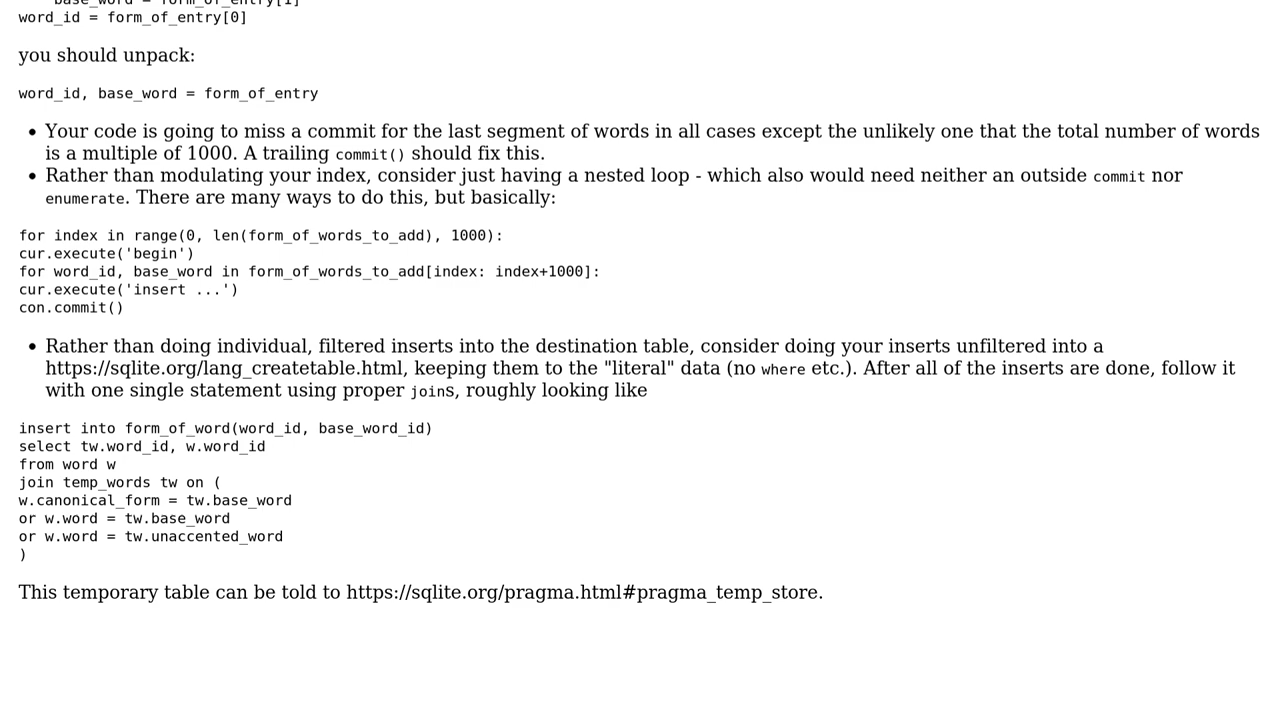 base_word = form_of_entry[1]
word_id = form_of_entry[0]
you should unpack:
word_id, base_word = form_of_entry
• Your code is going to miss a commit for the last segment of words in all cases except the unlikely one that the total number of words
is a multiple of 1000. A trailing commit() should fix this.
• Rather than modulating your index, consider just having a nested loop - which also would need neither an outside commit nor
enumerate. There are many ways to do this, but basically:
for index in range(0, len(form_of_words_to_add), 1000):
cur.execute('begin')
for word_id, base_word in form_of_words_to_add[index: index+1000]:
cur.execute('insert ...')
con.commit()
• Rather than doing individual, filtered inserts into the destination table, consider doing your inserts unfiltered into a
https://sqlite.org/lang_createtable.html, keeping them to the "literal" data (no where etc.). After all of the inserts are done, follow it
with one single statement using proper joins, roughly looking like
insert into form_of_word(word_id, base_word_id)
select tw.word_id, w.word_id
from word w
join temp_words tw on (
w.canonical_form = tw.base_word
or w.word = tw.base_word
or w.word = tw.unaccented_word
)
This temporary table can be told to https://sqlite.org/pragma.html#pragma_temp_store.